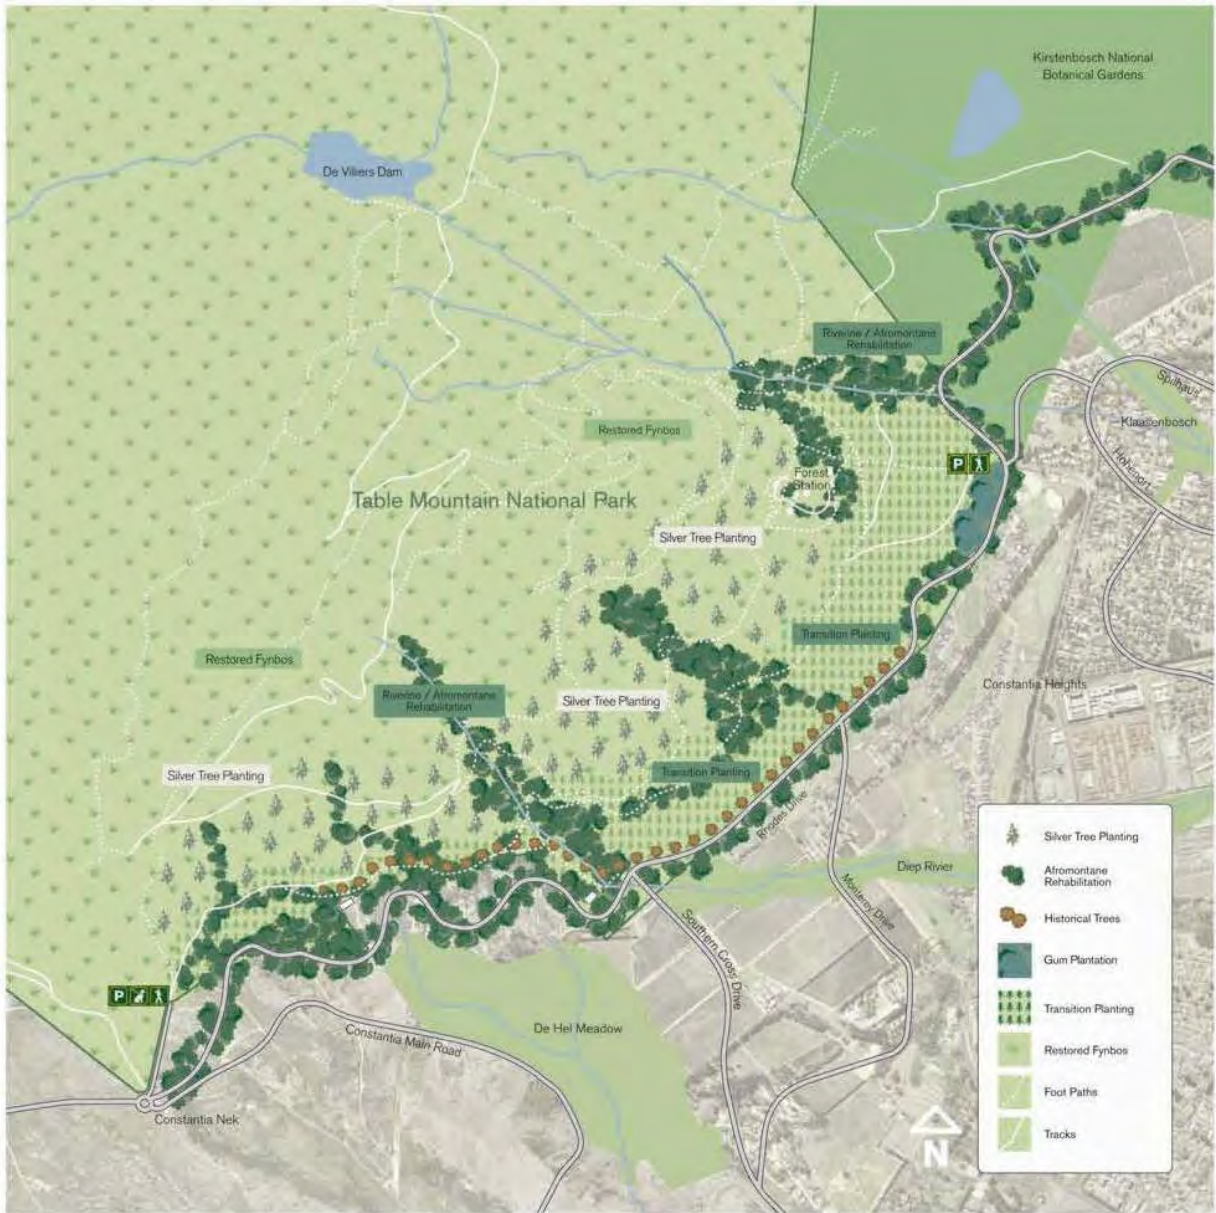 Kirstenbosch National
Botanical Gardens
De Villiers Dam
Riverine / Afromontane
Rehabilitation
Spilhaus
Klaasenbosch
Hohenort
Restored Fynbos
P
Forest
Station
Table Mountain National Park
Silver Tree Planting
Transition Planting
Restored Fynbos
Constantia Heights
Riverine / Afromontane
Rehabilitation
Silver Tree Planting
Transition Planting
Silver Tree Planting
Rhodes Drive
Diep Rivier
Monterey Drive
Southern Cross Drive
P
De Hel Meadow
Constantia Main Road
Constantia Nek
N
Silver Tree Planting
Afromontane
Rehabilitation
Historical Trees
Gum Plantation
Transition Planting
Restored Fynbos
Foot Paths
Tracks